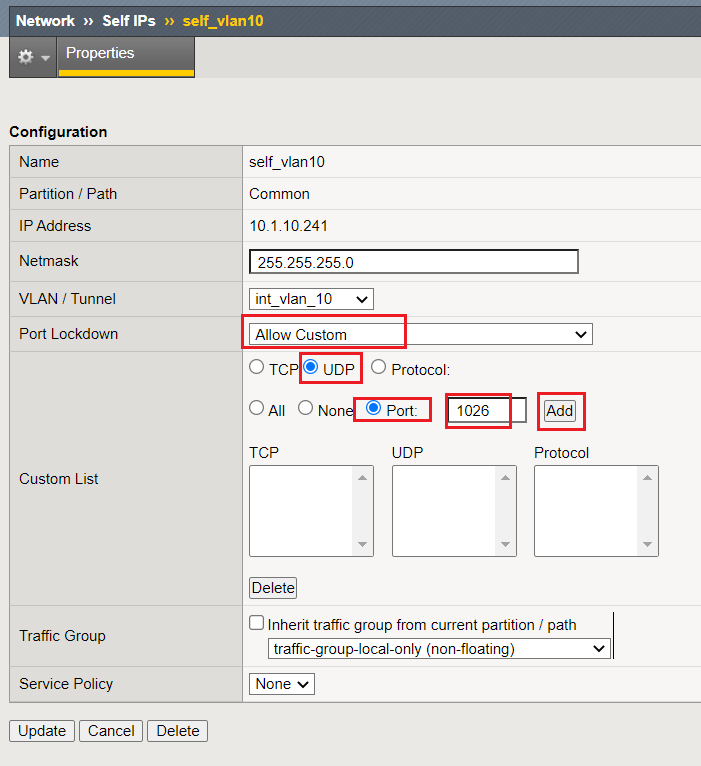 Network ›› Self IPs ›› self_vlan10
Properties
Configuration
Name self_vlan10
Partition / Path Common
IP Address 10.1.10.241
Netmask 255.255.255.0
VLAN / Tunnel int_vlan_10
Port Lockdown Allow Custom
TCP UDP Protocol:
All None Port: 1026 Add
TCP UDP Protocol
Custom List
Delete
Inherit traffic group from current partition / path
Traffic Group
traffic-group-local-only (non-floating)
Service Policy None
Update Cancel Delete